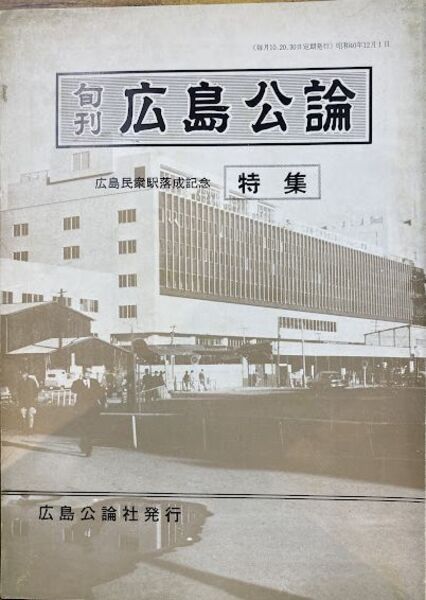 (毎月10.20.30日定期発行)昭和40年12月1日
旬刊 広島公論
広島民衆駅落成記念 特集
広島公論社発行